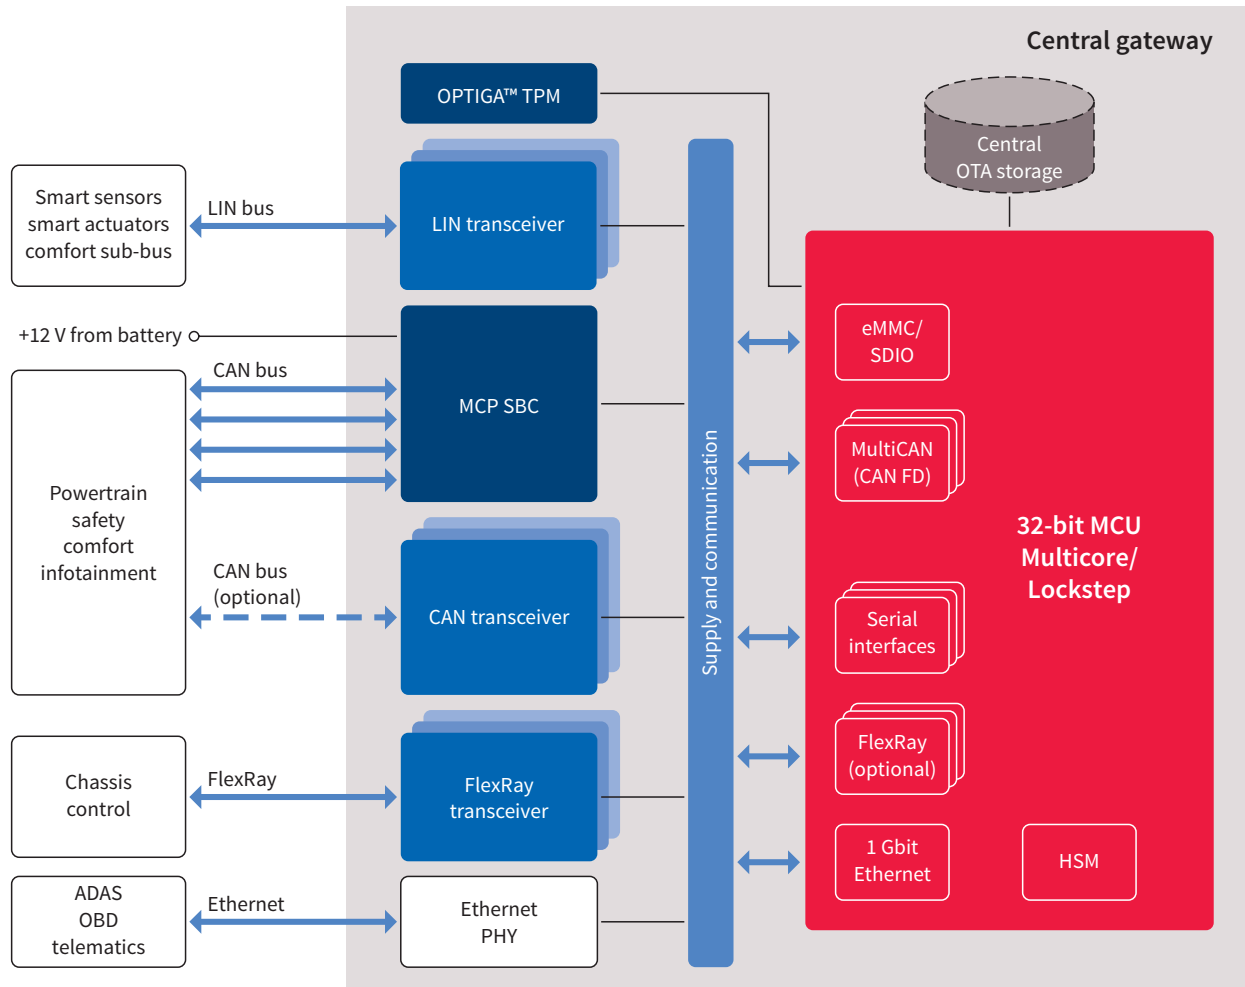 Central gateway
OPTIGA™ TPM
Central
OTA storage
Smart sensors
smart actuators
comfort sub-bus
LIN bus
LIN transceiver
+12 V from battery
CAN bus
MCP SBC
Powertrain
safety
comfort
infotainment
CAN bus
(optional)
CAN transceiver
Chassis
control
FlexRay
FlexRay
transceiver
ADAS
OBD
telematics
Ethernet
Ethernet
PHY
Supply and communication
eMMC/
SDIO
MultiCAN
(CAN FD)
32-bit MCU
Multicore/
Lockstep
Serial
interfaces
FlexRay
(optional)
1 Gbit
Ethernet
HSM